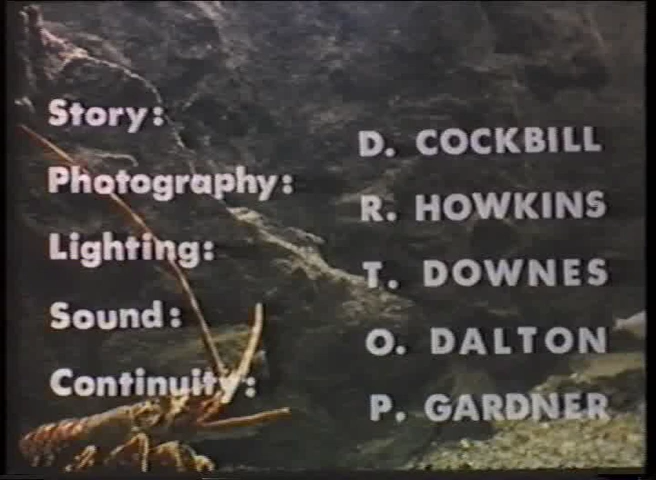 Story:
D. COCKBILL
Photography:
R. HOWKINS
Lighting:
T. DOWNES
Sound:
O. DALTON
Continuity:
P. GARDNER